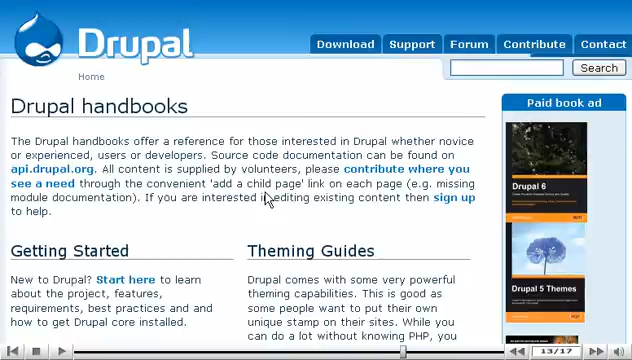 Drupal
Download Support Forum Contribute Contact
Home
Search
Drupal handbooks
The Drupal handbooks offer a reference for those interested in Drupal whether novice
or experienced, users or developers. Source code documentation can be found on
api.drupal.org. All content is supplied by volunteers, please contribute where you
see a need through the convenient 'add a child page' link on each page (e.g. missing
module documentation). If you are interested in editing existing content then sign up
to help.
Getting Started
New to Drupal? Start here to learn
about the project, features,
requirements, best practices and and
how to get Drupal core installed.
Theming Guides
Drupal comes with some very powerful
theming capabilities. This is good as
some people want to put their own
unique stamp on their sites. While you
can do a lot without knowing PHP, you
Paid book ad
Drupal 6
Drupal 5 Themes
13/17